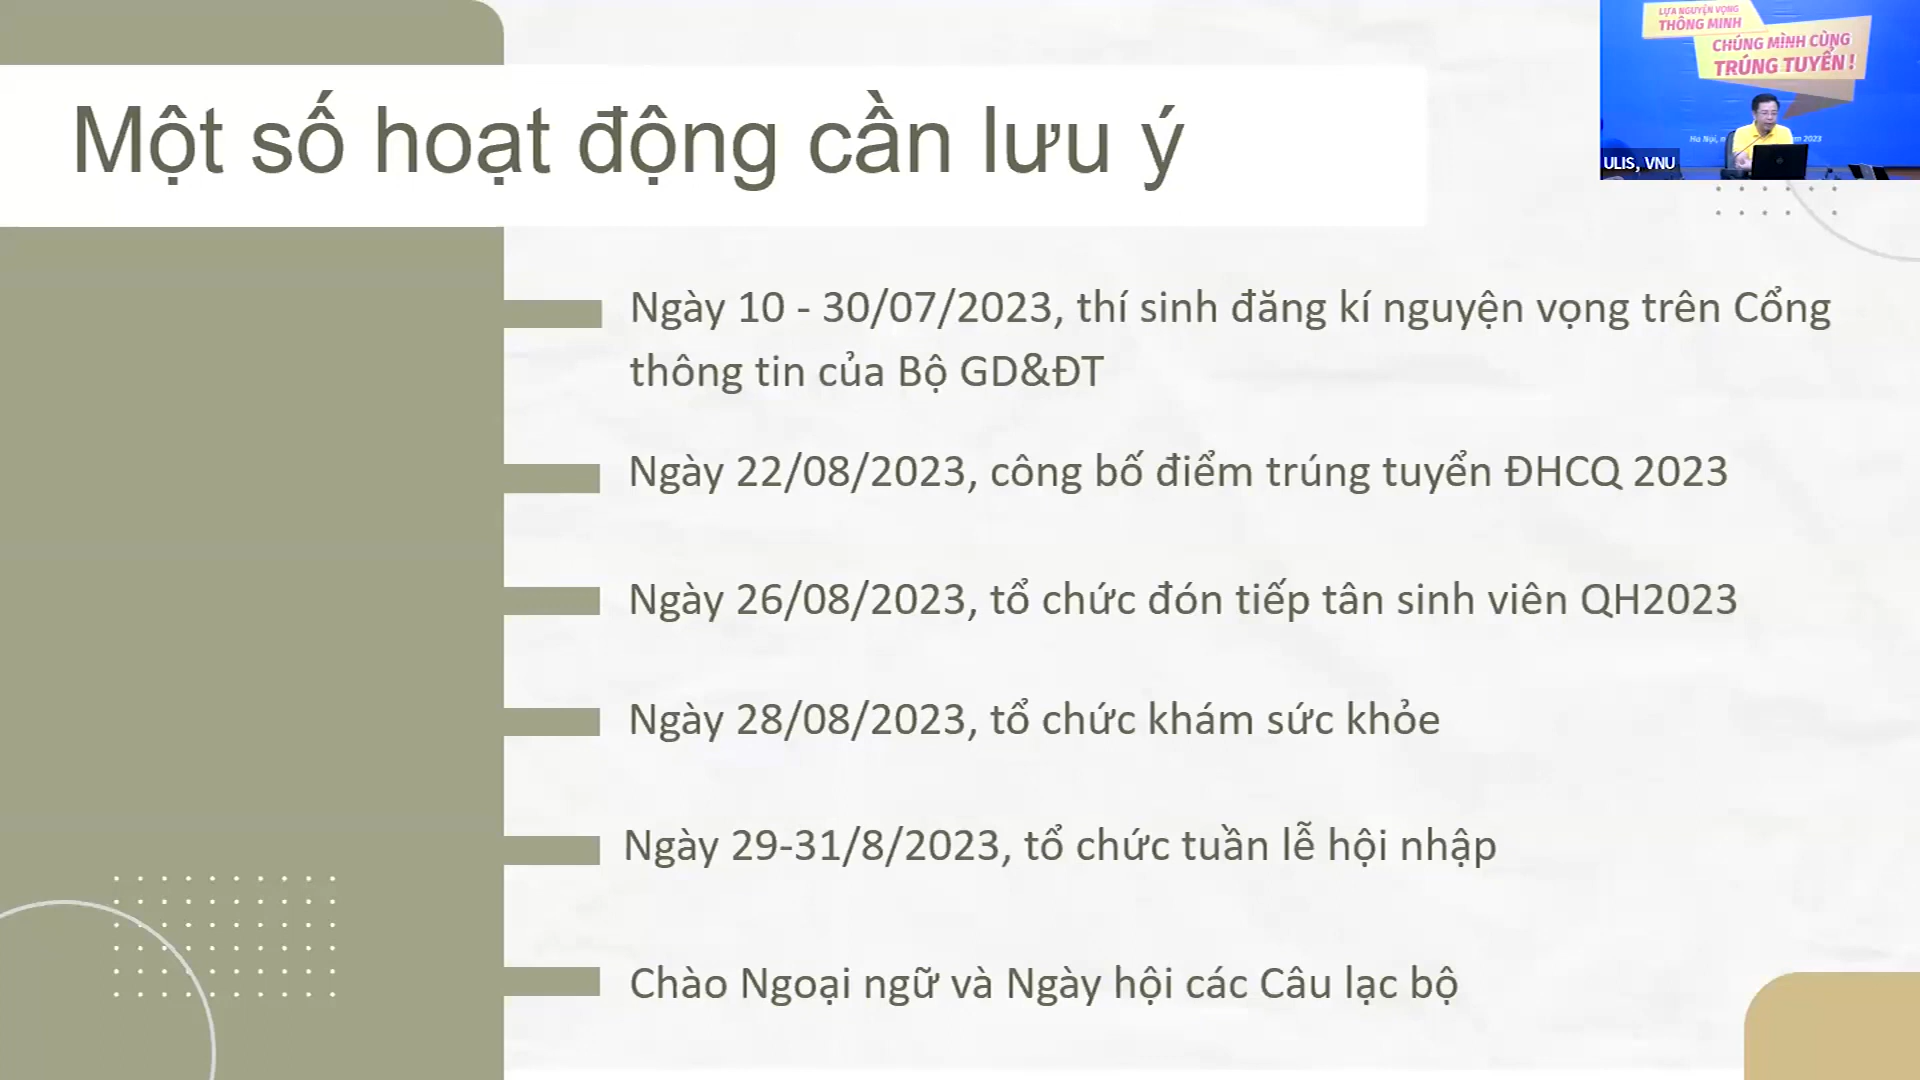 Một số hoạt động cần lưu ý
LỰA NGUYỆN VỌNG
THÔNG MINH
CHÚNG MÌNH CÙNG
TRÚNG TUYỂN !
2023
ULIS, VNU
Ngày 10 - 30/07/2023, thí sinh đăng kí nguyện vọng trên Cổng
thông tin của Bộ GD&ĐT
Ngày 22/08/2023, công bố điểm trúng tuyển ĐHCQ 2023
Ngày 26/08/2023, tổ chức đón tiếp tân sinh viên QH2023
Ngày 28/08/2023, tổ chức khám sức khỏe
Ngày 29-31/8/2023, tổ chức tuần lễ hội nhập
Chào Ngoại ngữ và Ngày hội các Câu lạc bộ